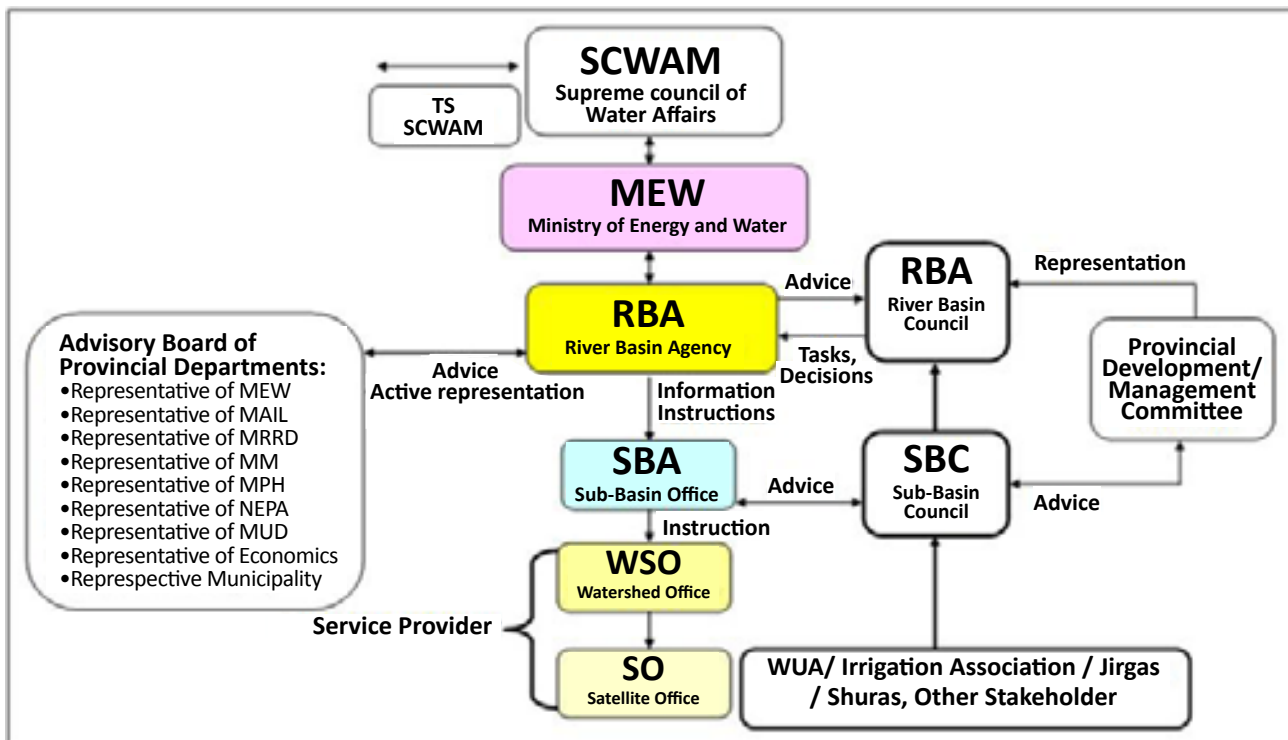 SCWAM
Supreme council of
Water Affairs
TS
SCWAM
MEW
Ministry of Energy and Water
RBA
River Basin Agency
Advice
Tasks,
Decisions
RBA
River Basin
Council
Representation
Provincial
Development/
Management
Committee
Advisory Board of
Provincial Departments:
•Representative of MEW
•Representative of MAIL
•Representative of MRRD
•Representative of MM
•Representative of MPH
•Representative of NEPA
•Representative of MUD
•Representative of Economics
•Represpective Municipality
Advice
Active representation
Information
Instructions
SBA
Sub-Basin Office
Advice
SBC
Sub-Basin
Council
Advice
Instruction
WSO
Watershed Office
Service Provider
SO
Satellite Office
WUA/ Irrigation Association / Jirgas
/ Shuras, Other Stakeholder